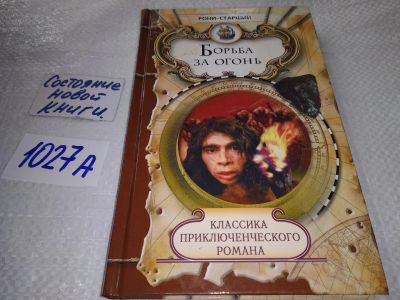 РОНИ-СТАРШИЙ
БОРЬБА
ЗА ОГОНЬ
Состояние
новой
книги.
1027А
КЛАССИКА
ПРИКЛЮЧЕНЧЕСКОГО
РОМАНА